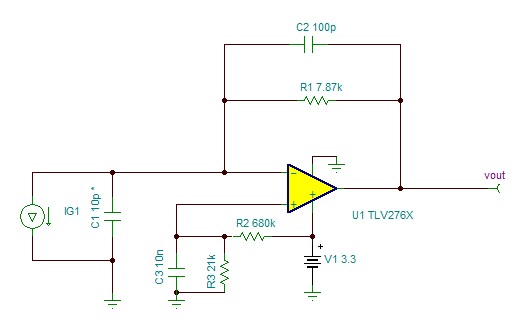 C2 100p
R1 7.87k
vout
IG1
C1 10p *
−
+
+
U1 TLV276X
R2 680k
C3 10n
R3 21k
+
V1 3.3